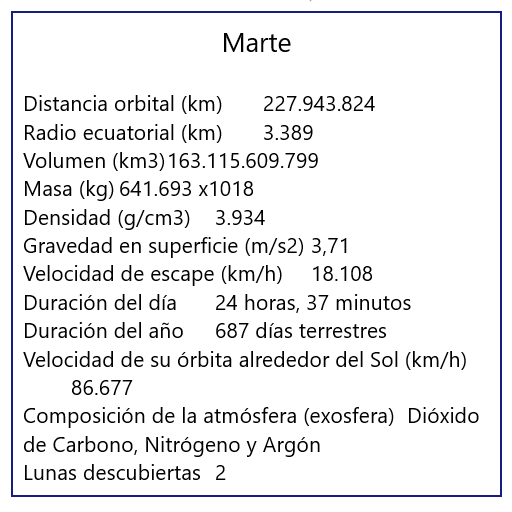 Marte
Distancia orbital (km) 227.943.824
Radio ecuatorial (km) 3.389
Volumen (km3) 163.115.609.799
Masa (kg) 641.693 x1018
Densidad (g/cm3) 3.934
Gravedad en superficie (m/s2) 3,71
Velocidad de escape (km/h) 18.108
Duración del día 24 horas, 37 minutos
Duración del año 687 días terrestres
Velocidad de su órbita alrededor del Sol (km/h)
86.677
Composición de la atmósfera (exosfera) Dióxido
de Carbono, Nitrógeno y Argón
Lunas descubiertas 2